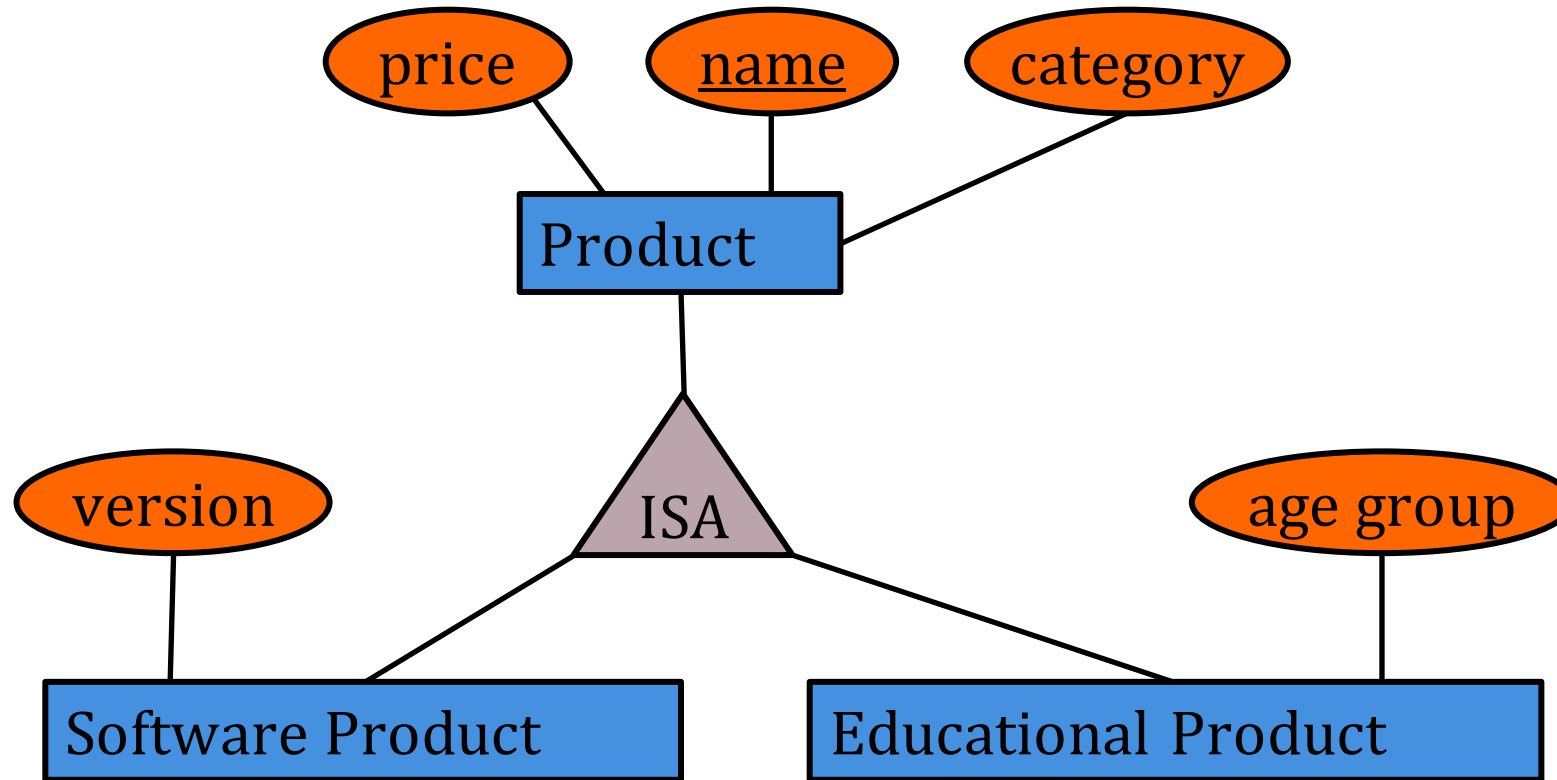 price
name
category
Product
ISA
version
age group
Software Product
Educational Product